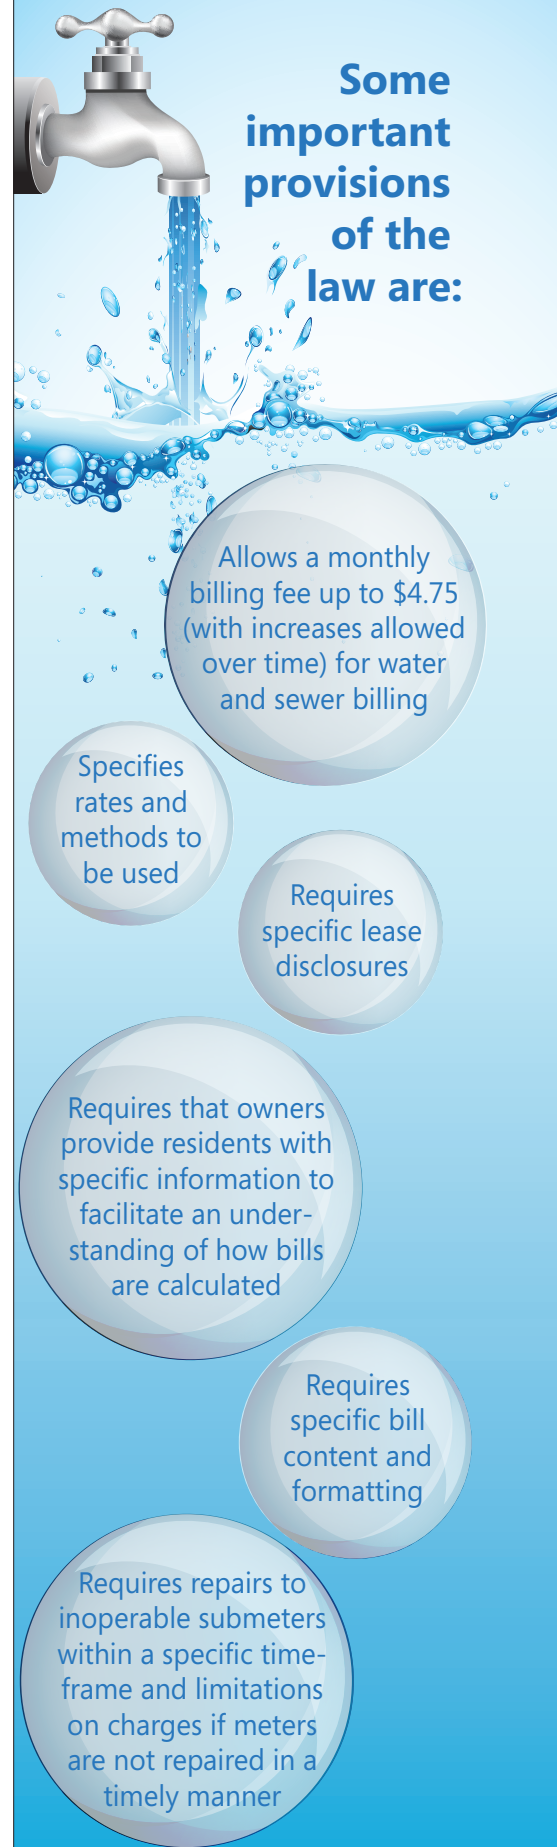 Some
important
provisions
of the
law are:
Allows a monthly
billing fee up to $4.75
(with increases allowed
over time) for water
and sewer billing
Specifies
rates and
methods to
be used
Requires
specific lease
disclosures
Requires that owners
provide residents with
specific information to
facilitate an under-
standing of how bills
are calculated
Requires
specific bill
content and
formatting
Requires repairs to
inoperable submeters
within a specific time-
frame and limitations
on charges if meters
are not repaired in a
timely manner